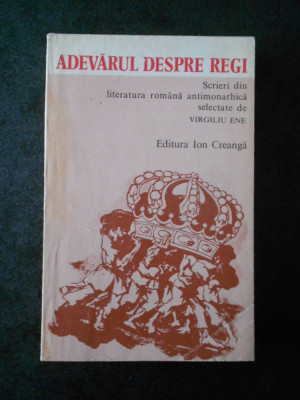 ADEVĂRUL DESPRE REGI
Scrieri din
literatura română antimonarhică
selectate de
VIRGILIU ENE
Editura Ion Creangă